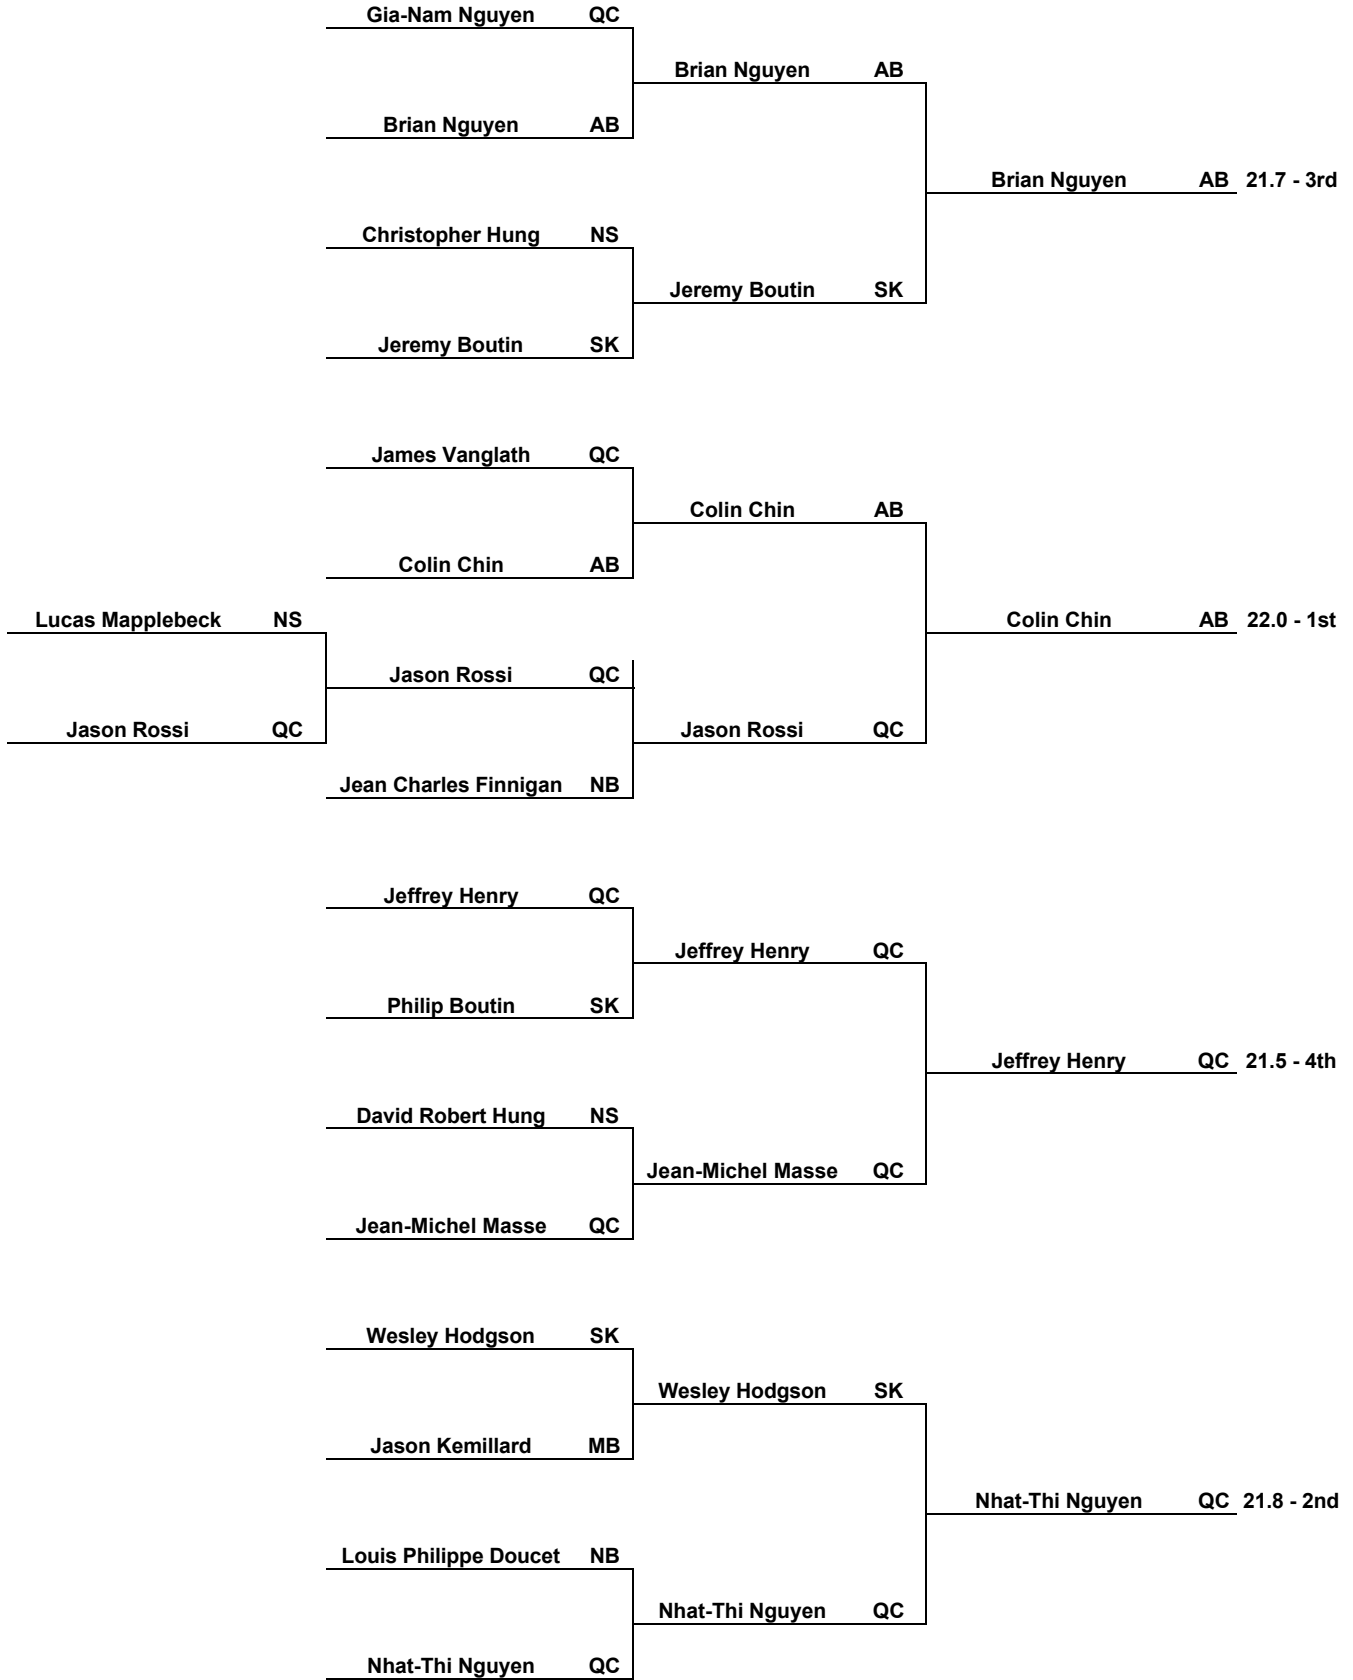 Gia-Nam Nguyen QC
Brian Nguyen AB
Brian Nguyen AB
Brian Nguyen AB 21.7 - 3rd
Christopher Hung NS
Jeremy Boutin SK
Jeremy Boutin SK
James Vanglath QC
Colin Chin AB
Colin Chin AB
Lucas Mapplebeck NS
Colin Chin AB 22.0 - 1st
Jason Rossi QC
Jason Rossi QC
Jason Rossi QC
Jean Charles Finnigan NB
Jeffrey Henry QC
Jeffrey Henry QC
Philip Boutin SK
Jeffrey Henry QC 21.5 - 4th
David Robert Hung NS
Jean-Michel Masse QC
Jean-Michel Masse QC
Wesley Hodgson SK
Wesley Hodgson SK
Jason Kemillard MB
Nhat-Thi Nguyen QC 21.8 - 2nd
Louis Philippe Doucet NB
Nhat-Thi Nguyen QC
Nhat-Thi Nguyen QC